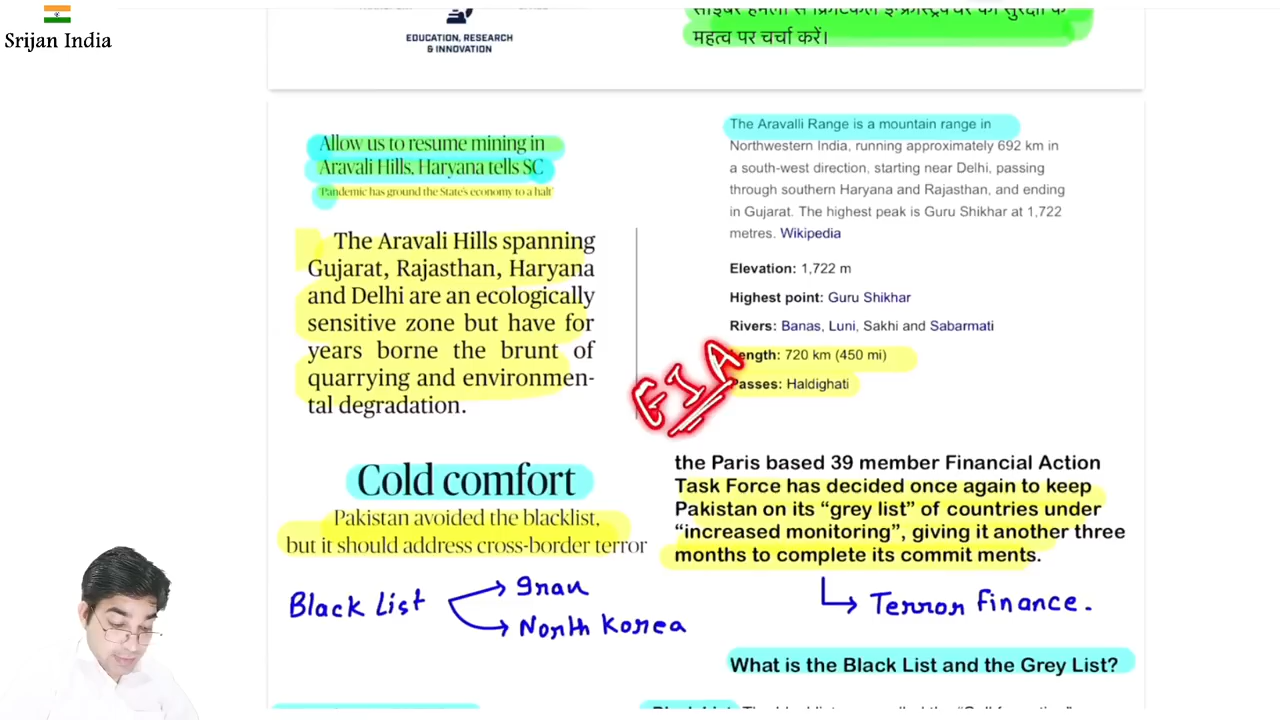 Srijan India
EDUCATION, RESEARCH
& INNOVATION
साइबर हमलों से क्रिटिकल इन्फ्रास्ट्रक्चर की सुरक्षा के
महत्व पर चर्चा करें।
Allow us to resume mining in
Aravali Hills, Haryana tells SC
'Pandemic has ground the State's economy to a halt'
The Aravali Hills spanning
Gujarat, Rajasthan, Haryana
and Delhi are an ecologically
sensitive zone but have for
years borne the brunt of
quarrying and environmen-
tal degradation.
The Aravalli Range is a mountain range in
Northwestern India, running approximately 692 km in
a south-west direction, starting near Delhi, passing
through southern Haryana and Rajasthan, and ending
in Gujarat. The highest peak is Guru Shikhar at 1,722
metres. Wikipedia
Elevation: 1,722 m
Highest point: Guru Shikhar
Rivers: Banas, Luni, Sakhi and Sabarmati
Length: 720 km (450 mi)
Passes: Haldighati
EIA
Cold comfort
Pakistan avoided the blacklist,
but it should address cross-border terror
the Paris based 39 member Financial Action
Task Force has decided once again to keep
Pakistan on its “grey list” of countries under
“increased monitoring”, giving it another three
months to complete its commit ments.
Black List
Iran
North Korea
Terror Finance.
What is the Black List and the Grey List?